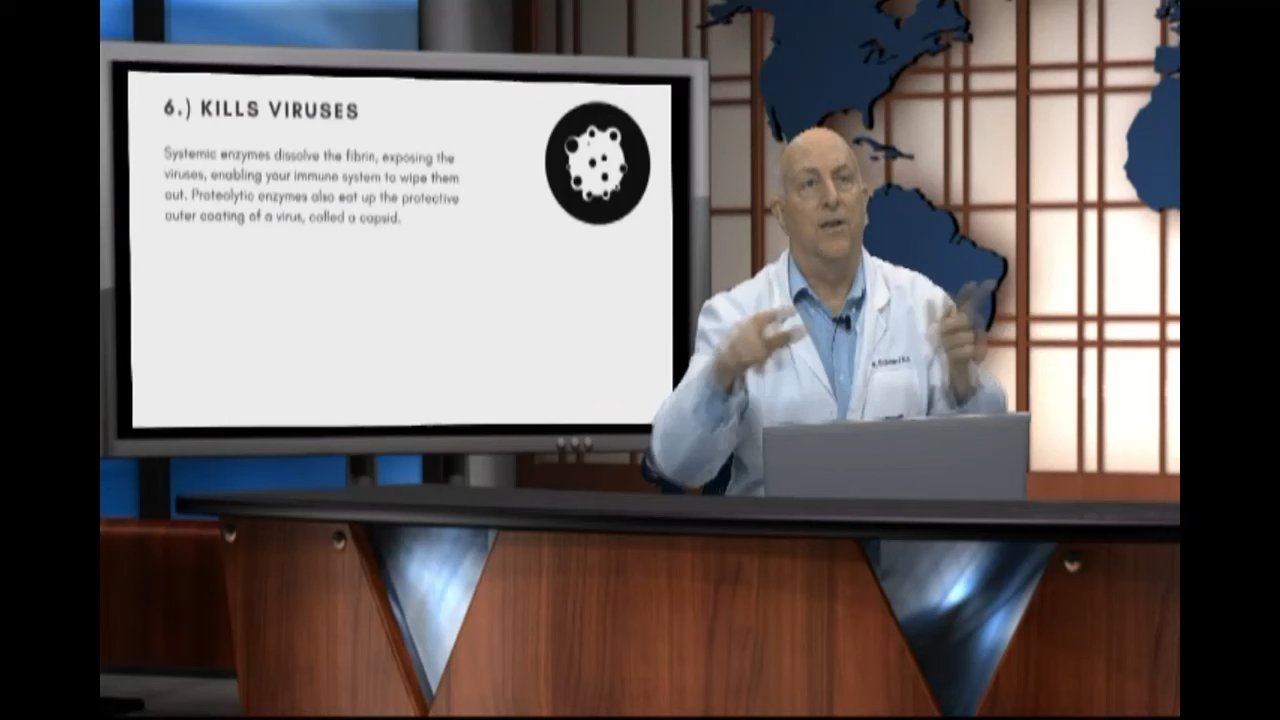 6.) KILLS VIRUSES
Systemic enzymes dissolve the fibrin, exposing the
viruses, enabling your immune system to wipe them
out. Proteolytic enzymes also eat up the protective
outer coating of a virus, called a capsid.